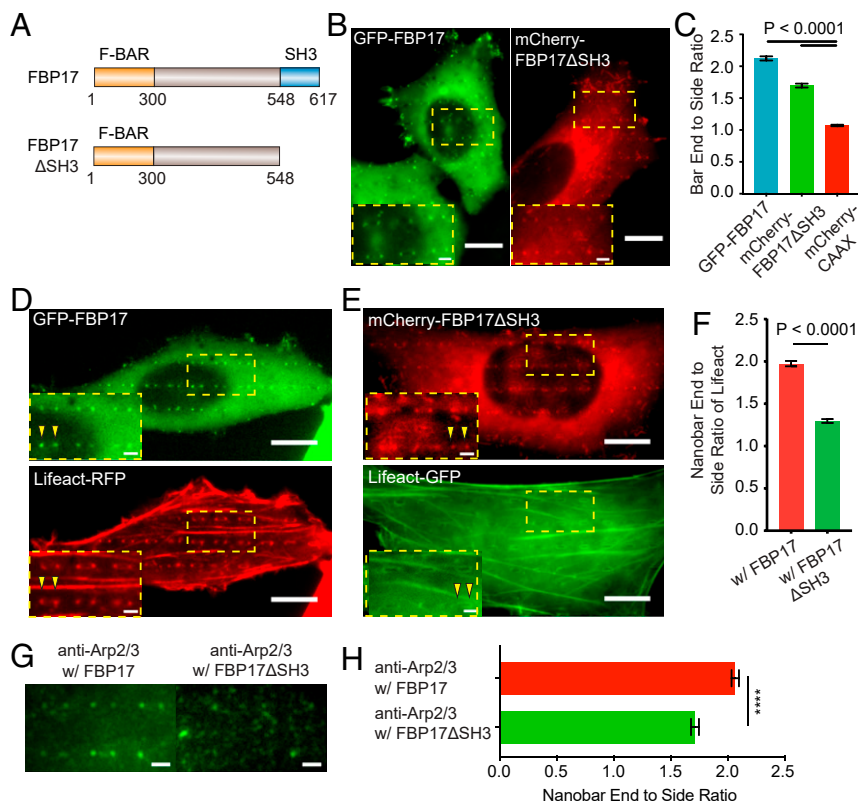 A
F-BAR
SH3
FBP17
1
300
548
617
F-BAR
FBP17
ΔSH3
1
300
548
B
GFP-FBP17
mCherry-
FBP17ΔSH3
C
P < 0.0001
Bar End to Side Ratio
2.5
2.0
1.5
1.0
0.5
0.0
GFP-FBP17
mCherry-
FBP17ΔSH3
mCherry-
CAAX
D
GFP-FBP17
Lifeact-RFP
E
mCherry-FBP17ΔSH3
Lifeact-GFP
F
P < 0.0001
Nanobar End to
Side Ratio of Lifeact
2.5
2.0
1.5
1.0
0.5
0.0
w/ FBP17
w/ FBP17
ΔSH3
G
anti-Arp2/3
w/ FBP17
anti-Arp2/3
w/ FBP17ΔSH3
H
anti-Arp2/3
w/ FBP17
anti-Arp2/3
w/ FBP17ΔSH3
****
0.0 0.5 1.0 1.5 2.0 2.5
Nanobar End to Side Ratio